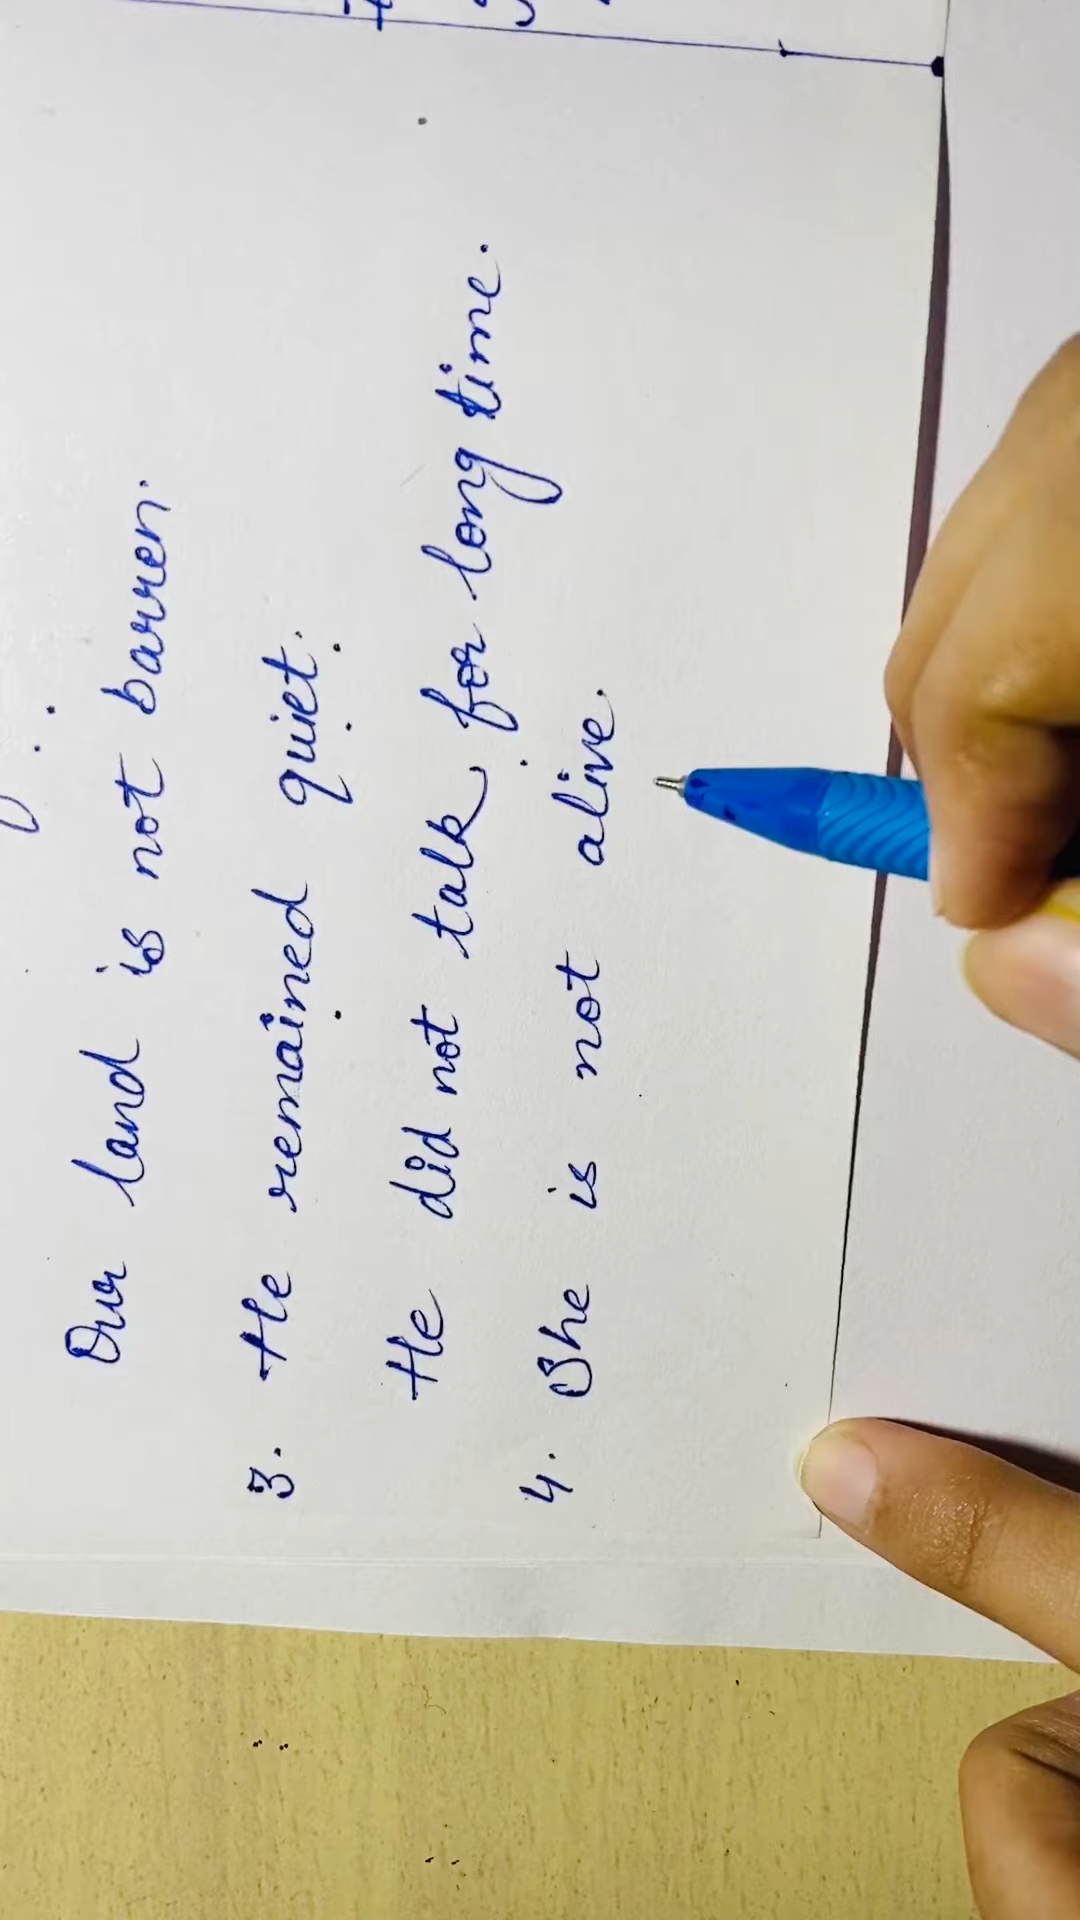 Our land is not barren.
3. He remained quiet.
He did not talk for long time.
4. She is not alive.